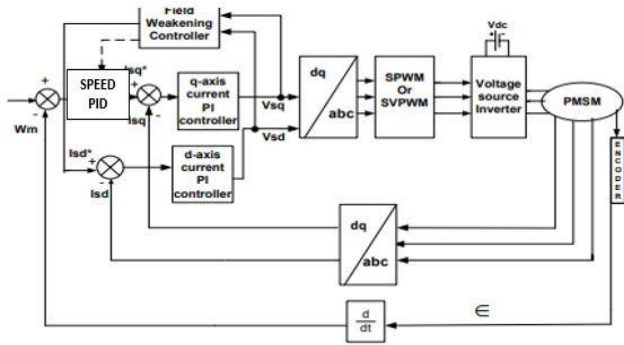 Field
Weakening
Controller
Vdc
+ -
SPEED
PID
Isq*
+
+
-
Wm
-
Isq
q-axis
current
PI
controller
Vsq
Vsd
dq
abc
SPWM
Or
SVPWM
Voltage
source
Inverter
PMSM
ENCODER
Isd*
+
-
Isd
d-axis
current
PI
controller
dq
abc
d
dt
∈